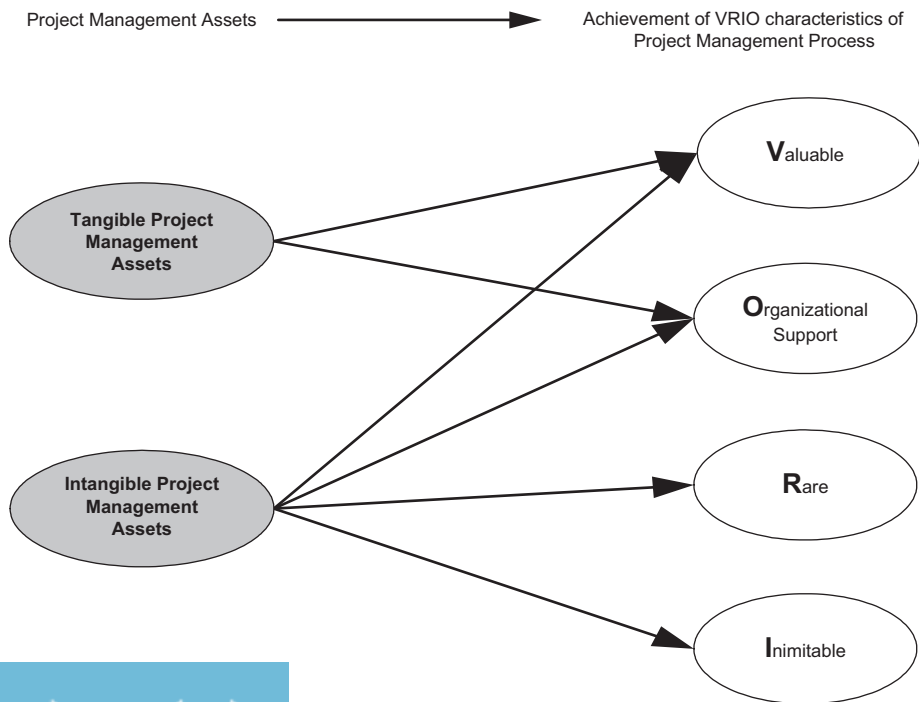 Project Management Assets
Achievement of VRIO characteristics of
Project Management Process
Valuable
Tangible Project
Management
Assets
Organizational
Support
Intangible Project
Management
Assets
Rare
Inimitable